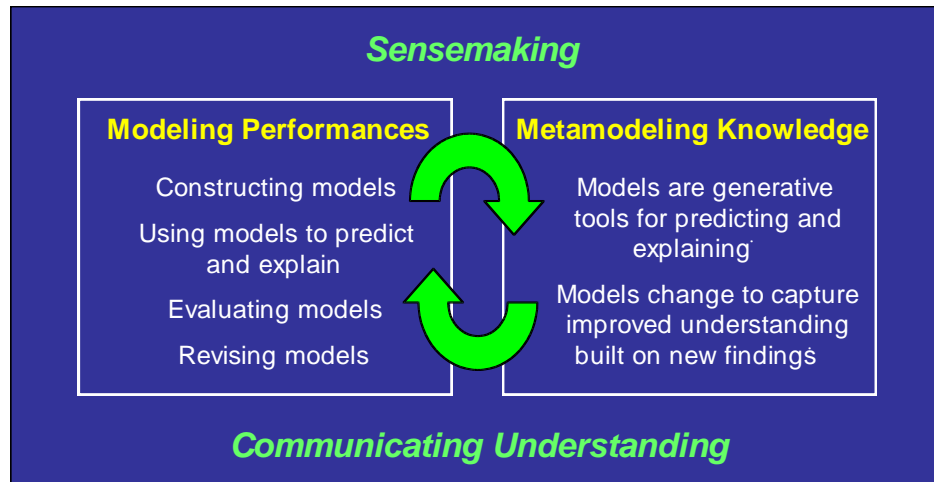 Sensemaking
Modeling Performances
Constructing models
Using models to predict
and explain
Evaluating models
Revising models
Metamodeling Knowledge
Models are generative
tools for predicting and
explaining
Models change to capture
improved understanding
built on new findings
Communicating Understanding